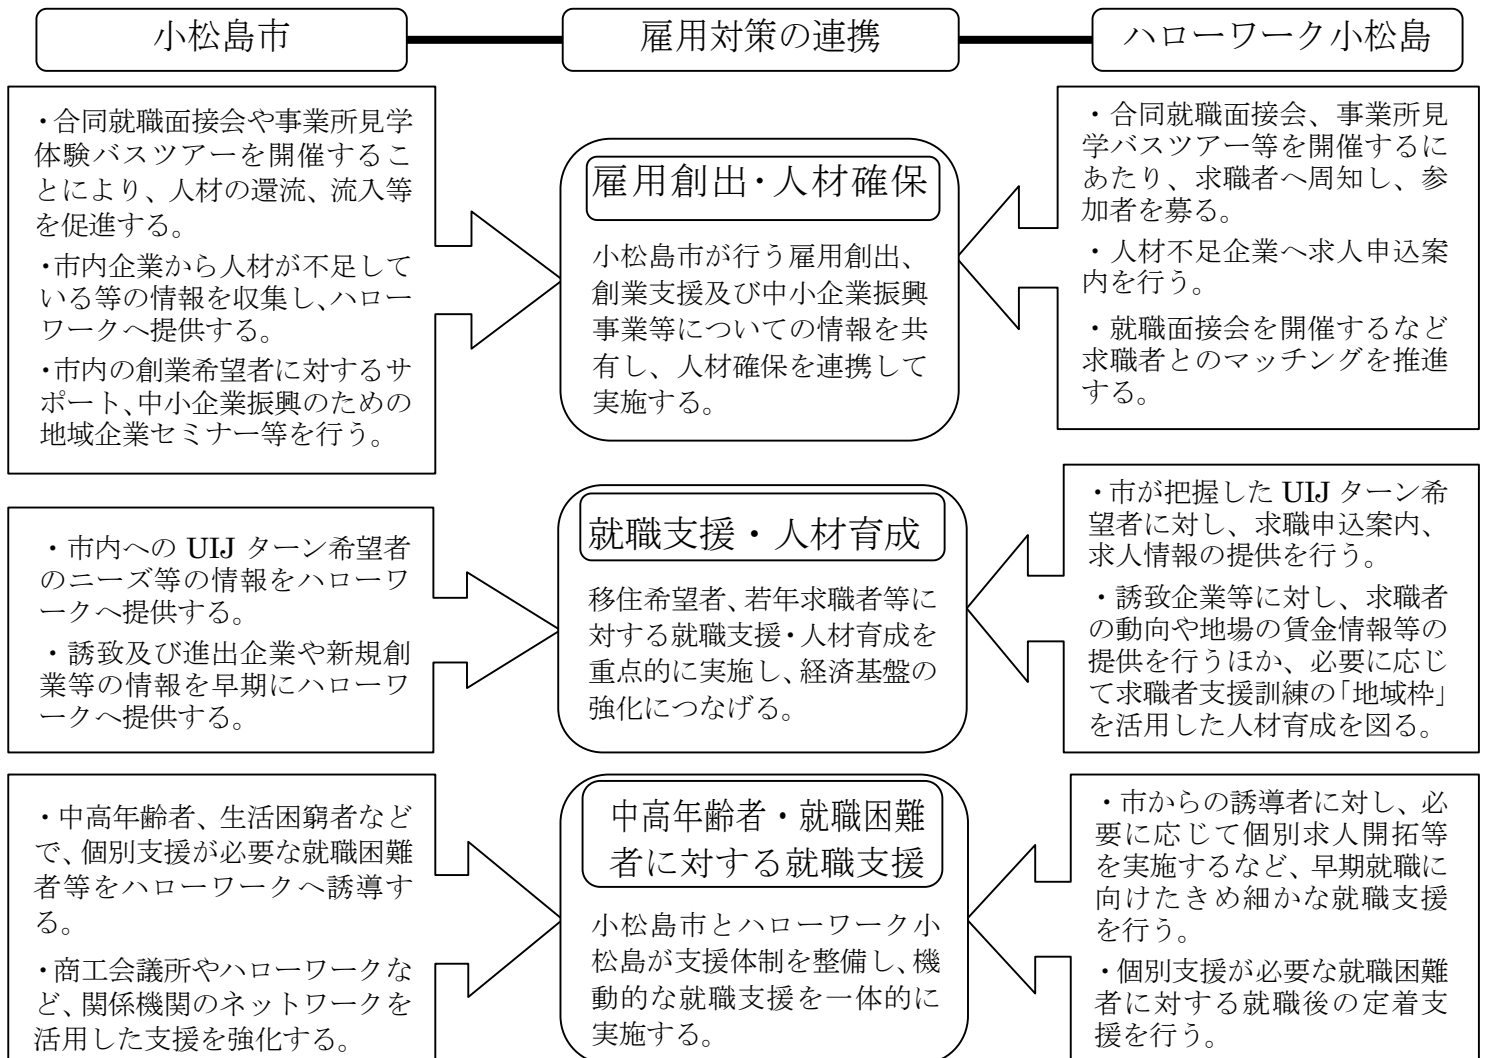 小松島市
雇用対策の連携
ハローワーク小松島
・合同就職面接会や事業所見学
体験バスツアーを開催するこ
とにより、人材の還流、流入等
を促進する。
・市内企業から人材が不足して
いる等の情報を収集し、ハロー
ワークへ提供する。
・市内の創業希望者に対するサ
ポート、中小企業振興のための
地域企業セミナー等を行う。
雇用創出・人材確保
小松島市が行う雇用創出、
創業支援及び中小企業振興
事業等についての情報を共
有し、人材確保を連携して
実施する。
・合同就職面接会、事業所見
学バスツアー等を開催するに
あたり、求職者へ周知し、参
加者を募る。
・人材不足企業へ求人申込案
内を行う。
・就職面接会を開催するなど
求職者とのマッチングを推進
する。
・市内への UIJ ターン希望者
のニーズ等の情報をハローワ
ークへ提供する。
・誘致及び進出企業や新規創
業等の情報を早期にハローワ
ークへ提供する。
就職支援・人材育成
移住希望者、若年求職者等に
対する就職支援・人材育成を
重点的に実施し、経済基盤の
強化につなげる。
・市が把握した UIJ ターン希
望者に対し、求職申込案内、
求人情報の提供を行う。
・誘致企業等に対し、求職者
の動向や地場の賃金情報等の
提供を行うほか、必要に応じ
て求職者支援訓練の「地域枠」
を活用した人材育成を図る。
・中高年齢者、生活困窮者など
で、個別支援が必要な就職困難
者等をハローワークへ誘導す
る。
・商工会議所やハローワークな
ど、関係機関のネットワークを
活用した支援を強化する。
中高年齢者・就職困難
者に対する就職支援
小松島市とハローワーク小
松島が支援体制を整備し、機
動的な就職支援を一体的に
実施する。
・市からの誘導者に対し、必
要に応じて個別求人開拓等
を実施するなど、早期就職に
向けたきめ細かな就職支援
を行う。
・個別支援が必要な就職困難
者に対する就職後の定着支
援を行う。